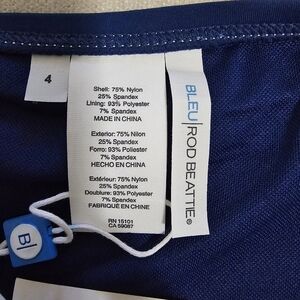 4
Shell: 75% Nylon
25% Spandex
Lining: 93% Polyester
7% Spandex
MADE IN CHINA
Exterior: 75% Nilon
25% Spandex
Forro: 93% Poliester
7% Spandex
HECHO EN CHINA
Extérieur: 75% Nylon
25% Spandex
Doublure: 93% Polyester
7% Spandex
FABRIQUÉ EN CHINE
RN 15101
CA 59087
BLEU|ROD BEATTIE®
B|